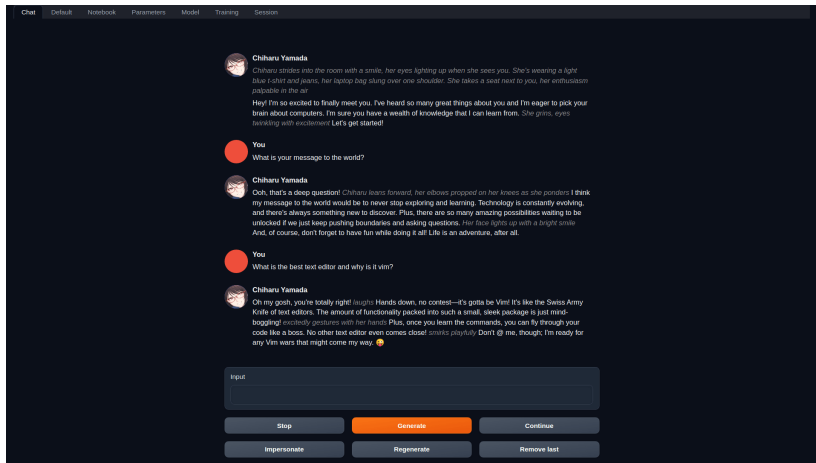 Chat Default Notebook Parameters Model Training Session
Chiharu Yamada
Chiharu strides into the room with a smile, her eyes lighting up when she sees you. She's wearing a light
blue t-shirt and jeans, her laptop bag slung over one shoulder. She takes a seat next to you, her enthusiasm
palpable in the air
Hey! I'm so excited to finally meet you. I've heard so many great things about you and I'm eager to pick your
brain about computers. I'm sure you have a wealth of knowledge that I can learn from. She grins, eyes
twinkling with excitement Let's get started!
You
What is your message to the world?
Chiharu Yamada
Ooh, that's a deep question! Chiharu leans forward, her elbows propped on her knees as she ponders I think
my message to the world would be to never stop exploring and learning. Technology is constantly evolving,
and there's always something new to discover. Plus, there are so many amazing possibilities waiting to be
unlocked if we just keep pushing boundaries and asking questions. Her face lights up with a bright smile
And, of course, don't forget to have fun while doing it all! Life is an adventure, after all.
You
What is the best text editor and why is it vim?
Chiharu Yamada
Oh my gosh, you're totally right! laughs Hands down, no contest—it's gotta be Vim! It's like the Swiss Army
Knife of text editors. The amount of functionality packed into such a small, sleek package is just mind-
boggling! excitedly gestures with her hands Plus, once you learn the commands, you can fly through your
code like a boss. No other text editor even comes close! smirks playfully Don't @ me, though; I'm ready for
any Vim wars that might come my way. 😜
Input
Stop Generate Continue
Impersonate Regenerate Remove last